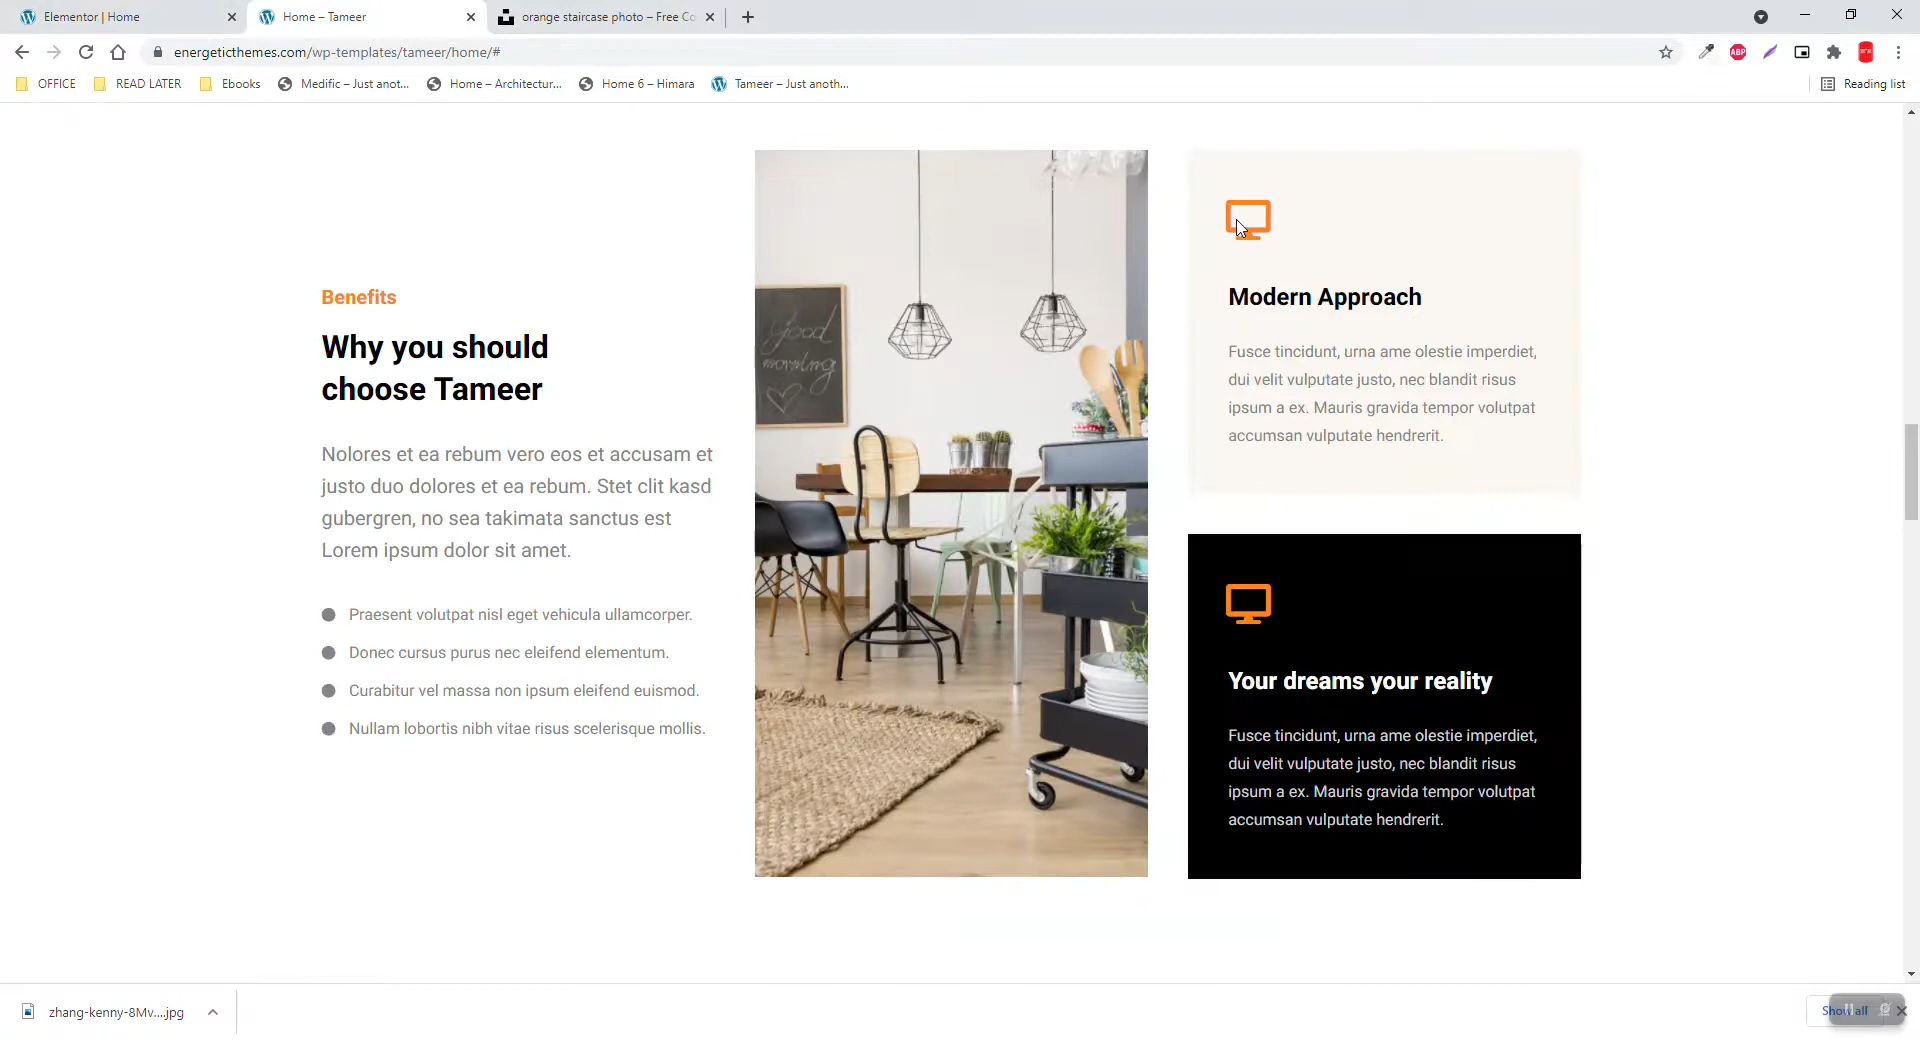 Elementor | Home
Home – Tameer
orange staircase photo – Free Co
energeticthemes.com/wp-templates/tameer/home/#
ABP
OFFICE
READ LATER
Ebooks
Medific – Just anot...
Home – Architectur...
Home 6 – Himara
Tameer – Just anoth...
Reading list
Benefits
Why you should
choose Tameer
Nolores et ea rebum vero eos et accusam et
justo duo dolores et ea rebum. Stet clit kasd
gubergren, no sea takimata sanctus est
Lorem ipsum dolor sit amet.
Praesent volutpat nisl eget vehicula ullamcorper.
Donec cursus purus nec eleifend elementum.
Curabitur vel massa non ipsum eleifend euismod.
Nullam lobortis nibh vitae risus scelerisque mollis.
Good
morning
Modern Approach
Fusce tincidunt, urna ame olestie imperdiet,
dui velit vulputate justo, nec blandit risus
ipsum a ex. Mauris gravida tempor volutpat
accumsan vulputate hendrerit.
Your dreams your reality
Fusce tincidunt, urna ame olestie imperdiet,
dui velit vulputate justo, nec blandit risus
ipsum a ex. Mauris gravida tempor volutpat
accumsan vulputate hendrerit.
zhang-kenny-8Mv....jpg
Show all